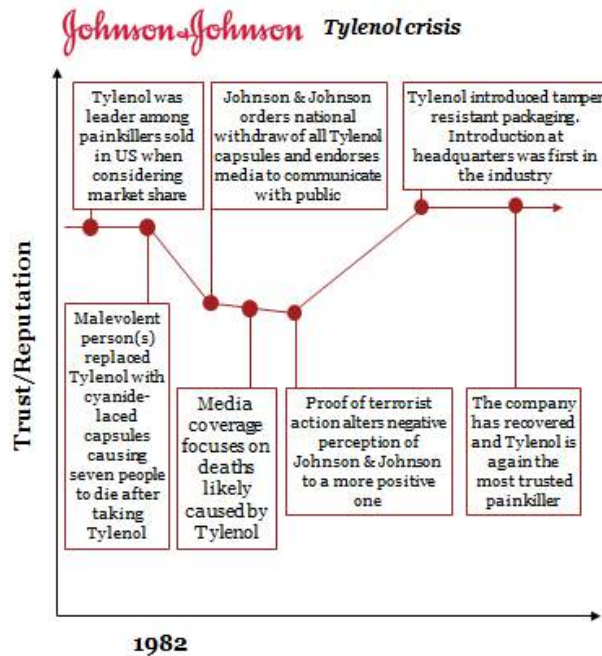 Johnson & Johnson Tylenol crisis
Tylenol was
leader among
painkillers sold
in US when
considering
market share
Johnson & Johnson
orders national
withdraw of all Tylenol
capsules and endorses
media to communicate
with public
Tylenol introduced tamper
resistant packaging.
Introduction at
headquarters was first in
the industry
Trust/Reputation
Malevolent
person(s)
replaced
Tylenol with
cyanide-
laced
capsules
causing
seven people
to die after
taking
Tylenol
Media
coverage
focuses on
deaths
likely
caused by
Tylenol
Proof of terrorist
action alters negative
perception of
Johnson & Johnson
to a more positive
one
The company
has recovered
and Tylenol is
again the
most trusted
painkiller
1982